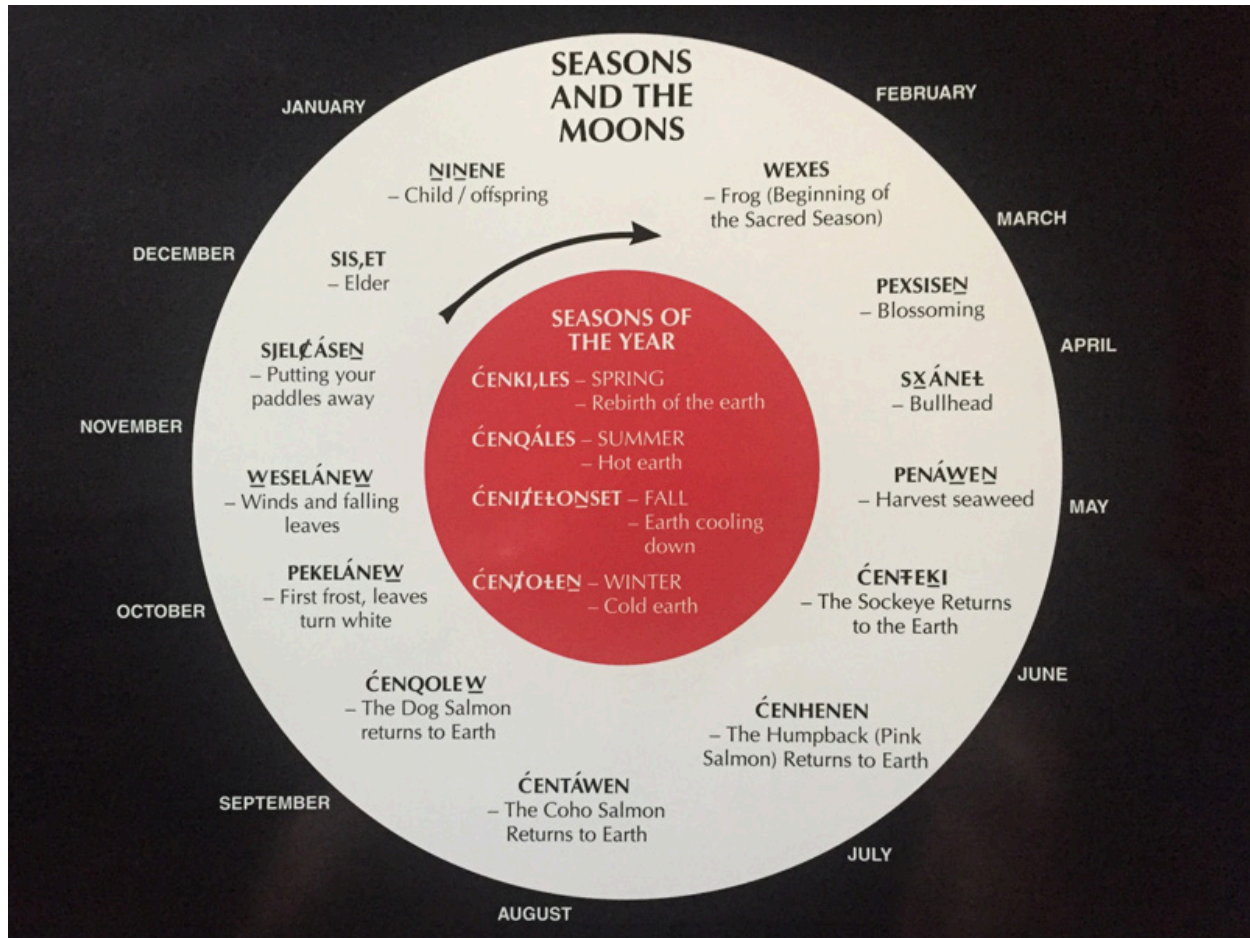 SEASONS
AND THE
MOONS
JANUARY
FEBRUARY
MARCH
APRIL
MAY
JUNE
JULY
AUGUST
SEPTEMBER
OCTOBER
NOVEMBER
DECEMBER
N̲IN̲ENE
– Child / offspring
WEXES
– Frog (Beginning of
the Sacred Season)
PEXSISEN̲
– Blossoming
SX̲ÁNEȽ
– Bullhead
PENÁW̲EN̲
– Harvest seaweed
ĆENŦEḴI
– The Sockeye Returns
to the Earth
ĆENHENEN
– The Humpback (Pink
Salmon) Returns to Earth
ĆENTÁWEN
– The Coho Salmon
Returns to Earth
ĆENQOLEW̲
– The Dog Salmon
returns to Earth
PEKELÁNEW̲
– First frost, leaves
turn white
W̲ESELÁNEW̲
– Winds and falling
leaves
SJELȻÁSEN̲
– Putting your
paddles away
SIS,ET
– Elder
SEASONS OF
THE YEAR
ĆENKI,LES – SPRING
– Rebirth of the earth
ĆENQÁLES – SUMMER
– Hot earth
ĆENIȾEȽON̲SET – FALL
– Earth cooling
down
ĆENȾOȽEN̲ – WINTER
– Cold earth